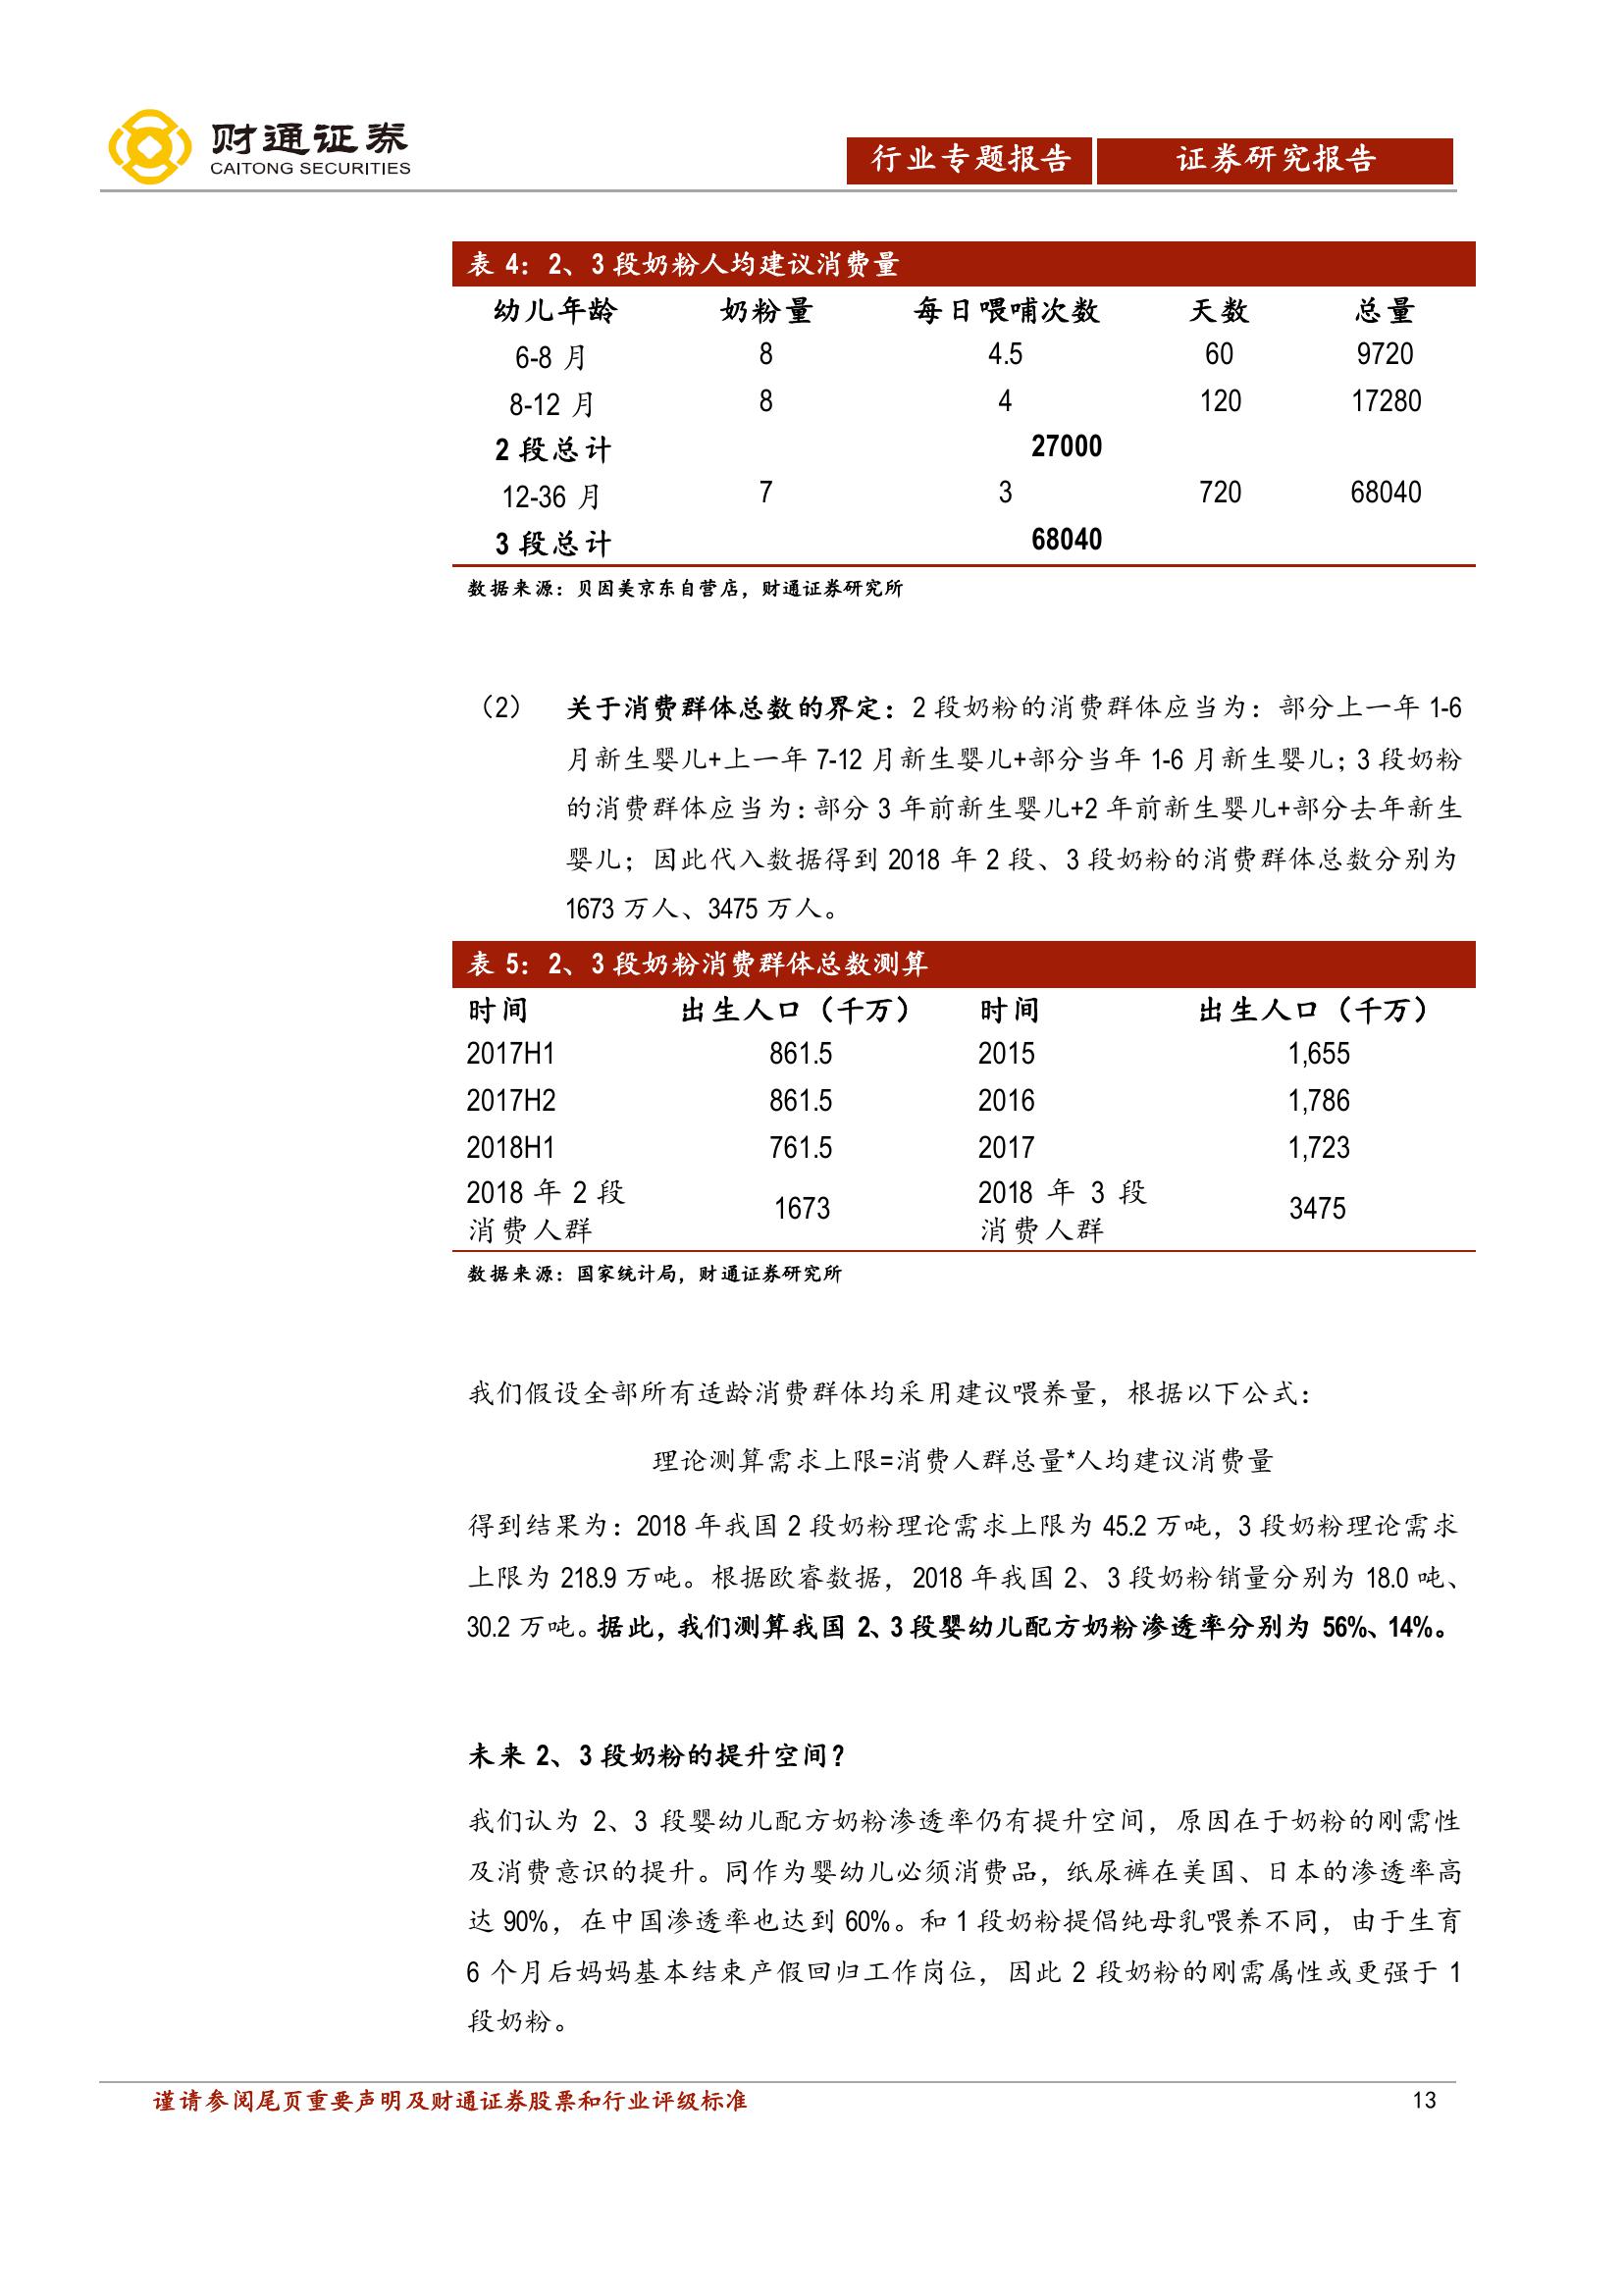 财通证券
CAITONG SECURITIES
行业专题报告 证券研究报告
表 4：2、3 段奶粉人均建议消费量
幼儿年龄 奶粉量 每日喂哺次数 天数 总量
6-8 月 8 4.5 60 9720
8-12 月 8 4 120 17280
2 段总计 27000
12-36 月 7 3 720 68040
3 段总计 68040
数据来源：贝因美京东自营店，财通证券研究所
（2） 关于消费群体总数的界定：2 段奶粉的消费群体应当为：部分上一年 1-6
月新生婴儿+上一年 7-12 月新生婴儿+部分当年 1-6 月新生婴儿；3 段奶粉
的消费群体应当为：部分 3 年前新生婴儿+2 年前新生婴儿+部分去年新生
婴儿；因此代入数据得到 2018 年 2 段、3 段奶粉的消费群体总数分别为
1673 万人、3475 万人。
表 5：2、3 段奶粉消费群体总数测算
时间 出生人口（千万） 时间 出生人口（千万）
2017H1 861.5 2015 1,655
2017H2 861.5 2016 1,786
2018H1 761.5 2017 1,723
2018 年 2 段 2018 年 3 段
消费人群 1673 消费人群 3475
数据来源：国家统计局，财通证券研究所
我们假设全部所有适龄消费群体均采用建议喂养量，根据以下公式：
理论测算需求上限=消费人群总量*人均建议消费量
得到结果为：2018 年我国 2 段奶粉理论需求上限为 45.2 万吨，3 段奶粉理论需求
上限为 218.9 万吨。根据欧睿数据，2018 年我国 2、3 段奶粉销量分别为 18.0 吨、
30.2 万吨。据此，我们测算我国 2、3 段婴幼儿配方奶粉渗透率分别为 56%、14%。
未来 2、3 段奶粉的提升空间？
我们认为 2、3 段婴幼儿配方奶粉渗透率仍有提升空间，原因在于奶粉的刚需性
及消费意识的提升。同作为婴幼儿必须消费品，纸尿裤在美国、日本的渗透率高
达 90%，在中国渗透率也达到 60%。和 1 段奶粉提倡纯母乳喂养不同，由于生育
6 个月后妈妈基本结束产假回归工作岗位，因此 2 段奶粉的刚需属性或更强于 1
段奶粉。
谨请参阅尾页重要声明及财通证券股票和行业评级标准 13